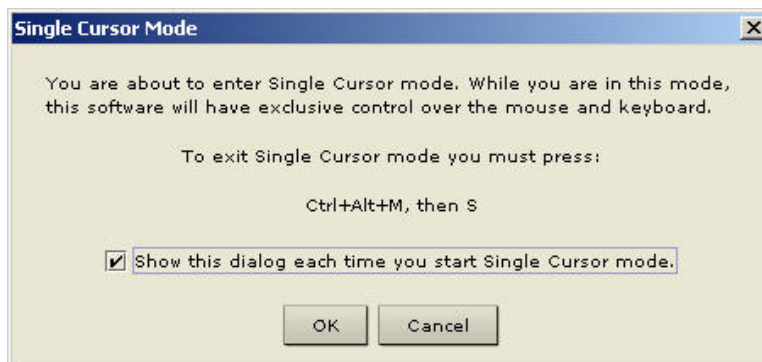 Single Cursor Mode
You are about to enter Single Cursor mode. While you are in this mode,
this software will have exclusive control over the mouse and keyboard.
To exit Single Cursor mode you must press:
Ctrl+Alt+M, then S
Show this dialog each time you start Single Cursor mode.
OK Cancel